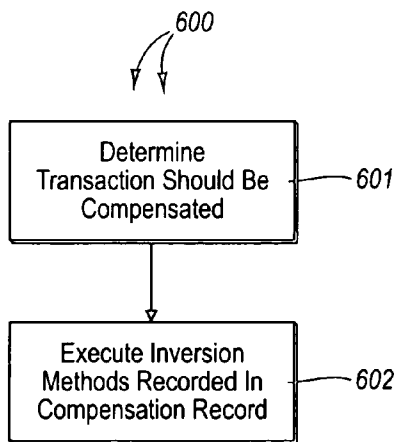 600
Determine
Transaction Should Be
Compensated
601
Execute Inversion
Methods Recorded In
Compensation Record
602